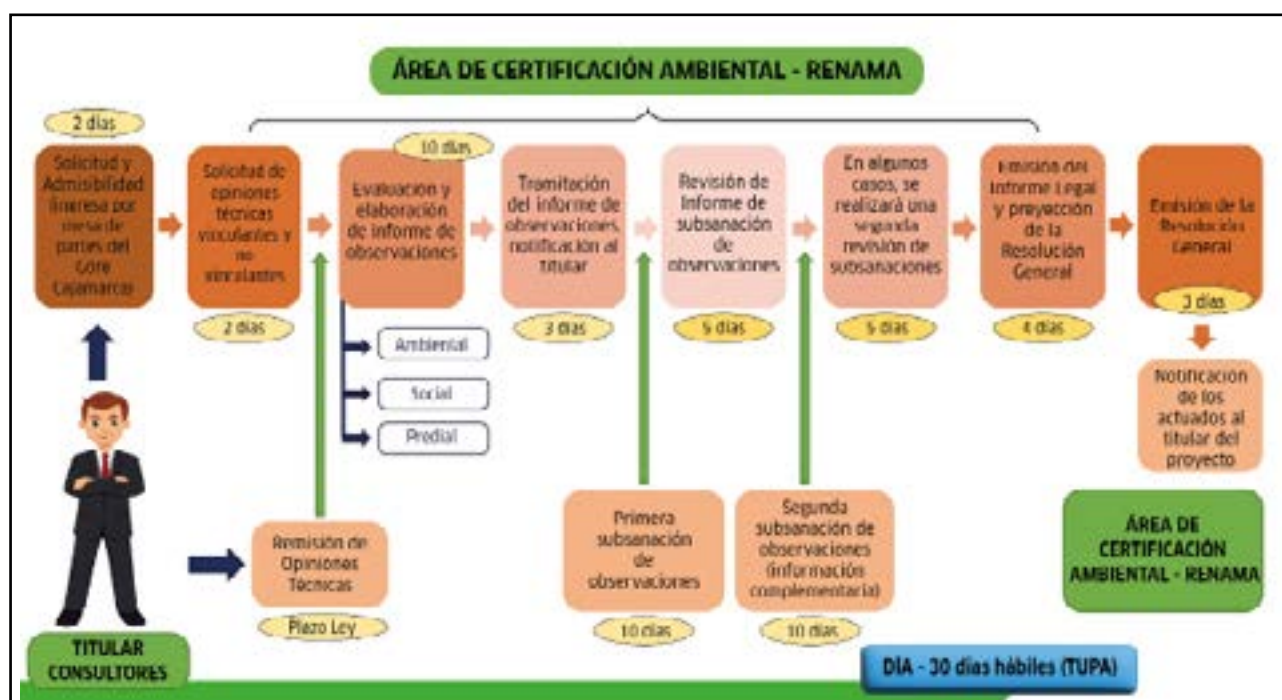 ÁREA DE CERTIFICACIÓN AMBIENTAL - RENAMA
2 días
Solicitud y
Admisibilidad
(ingresa por
mesa de
partes del
Gore
Cajamarca)
Solicitud de
opiniones
técnicas
vinculantes y
no
vinculantes
2 días
10 días
Evaluación y
elaboración
de informe de
observaciones
Ambiental
Social
Predial
Tramitación
del informe de
observaciones,
notificación al
titular
3 días
Revisión de
Informe de
subsanación
de
observaciones
5 días
En algunos
casos, se
realizará una
segunda
revisión de
subsanaciones
5 días
Emisión del
Informe Legal
y proyección
de la
Resolución
General
4 días
Emisión de la
Resolución
General
3 días
Notificación
de los
actuados al
titular del
proyecto
Remisión de
Opiniones
Técnicas
Plazo Ley
Primera
subsanación
de
observaciones
10 días
Segunda
subsanación de
observaciones
(información
complementaria)
10 días
ÁREA DE
CERTIFICACIÓN
AMBIENTAL - RENAMA
TITULAR
CONSULTORES
DÍA - 30 días hábiles (TUPA)